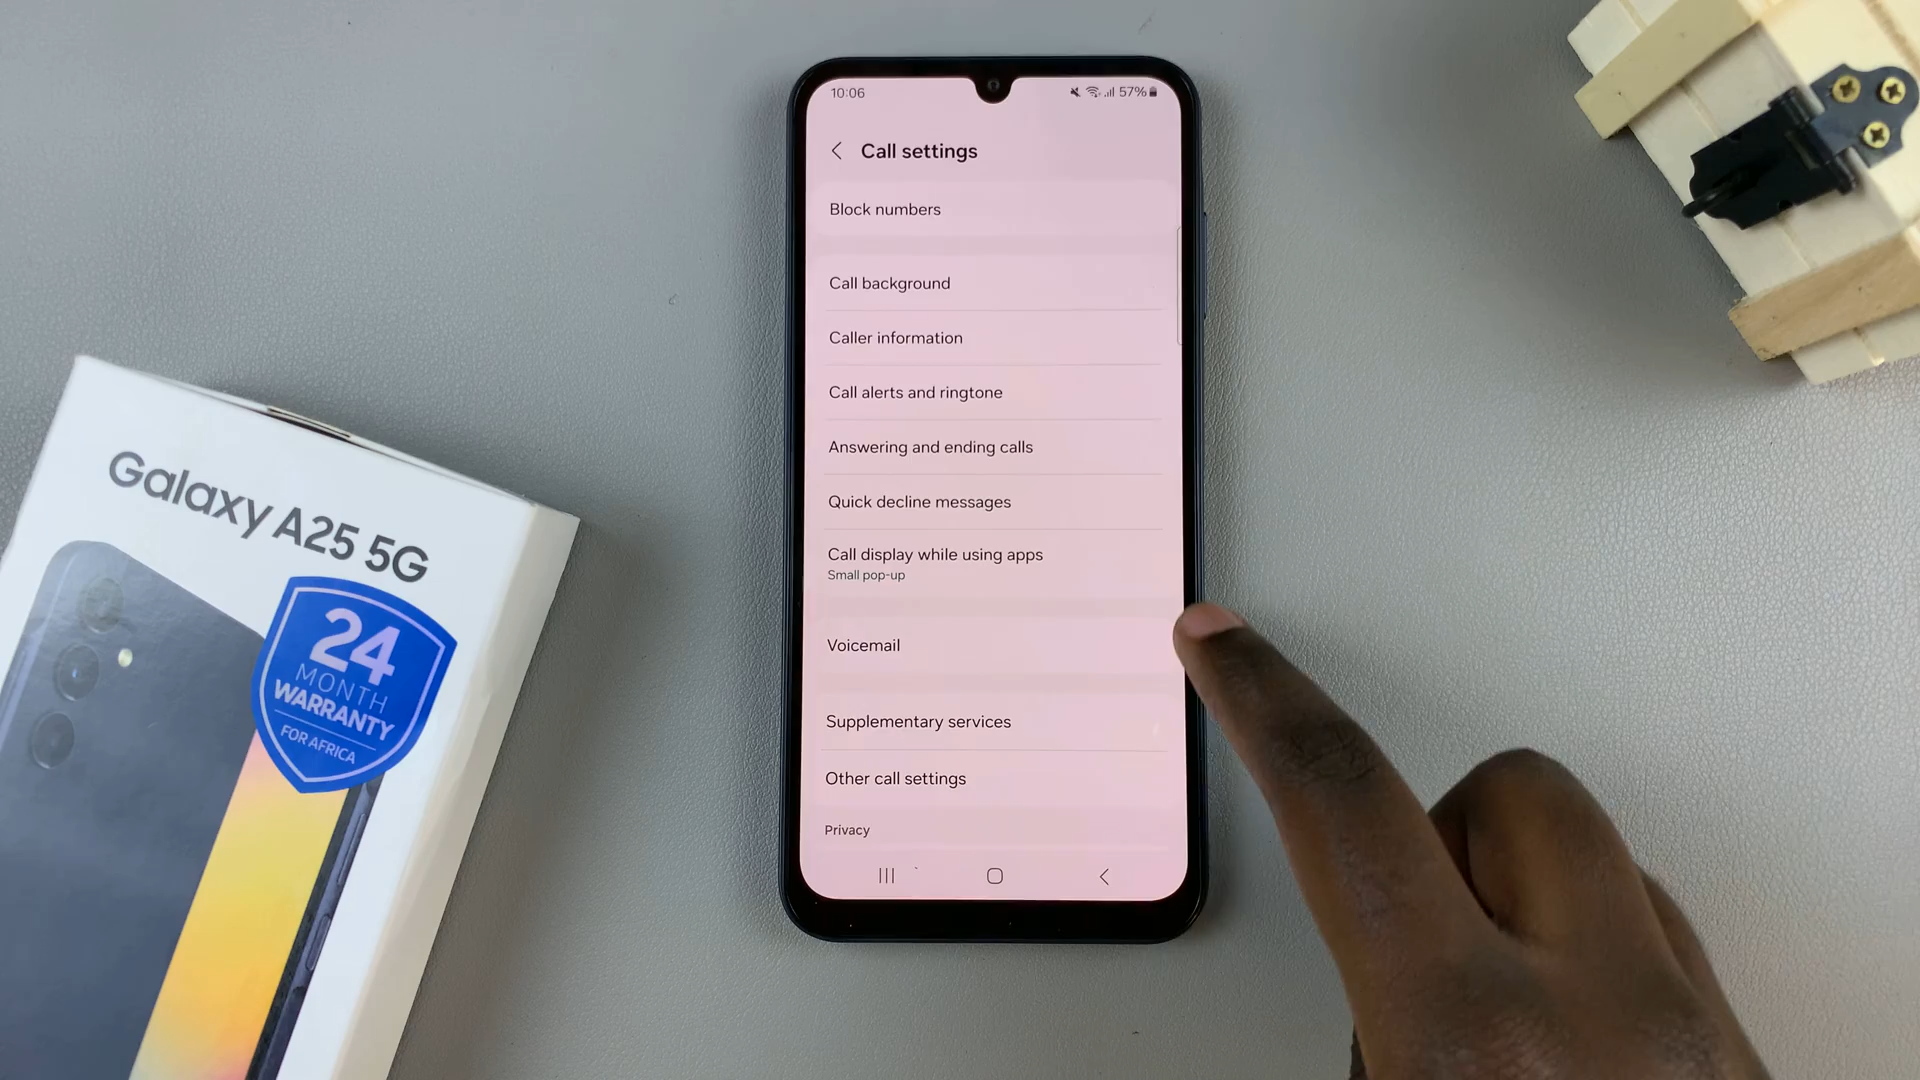 10:06
57%
Call settings
Block numbers
Call background
Caller information
Call alerts and ringtone
Answering and ending calls
Quick decline messages
Call display while using apps
Small pop-up
Voicemail
Supplementary services
Other call settings
Privacy
Galaxy A25 5G
24
MONTH
WARRANTY
FOR AFRICA